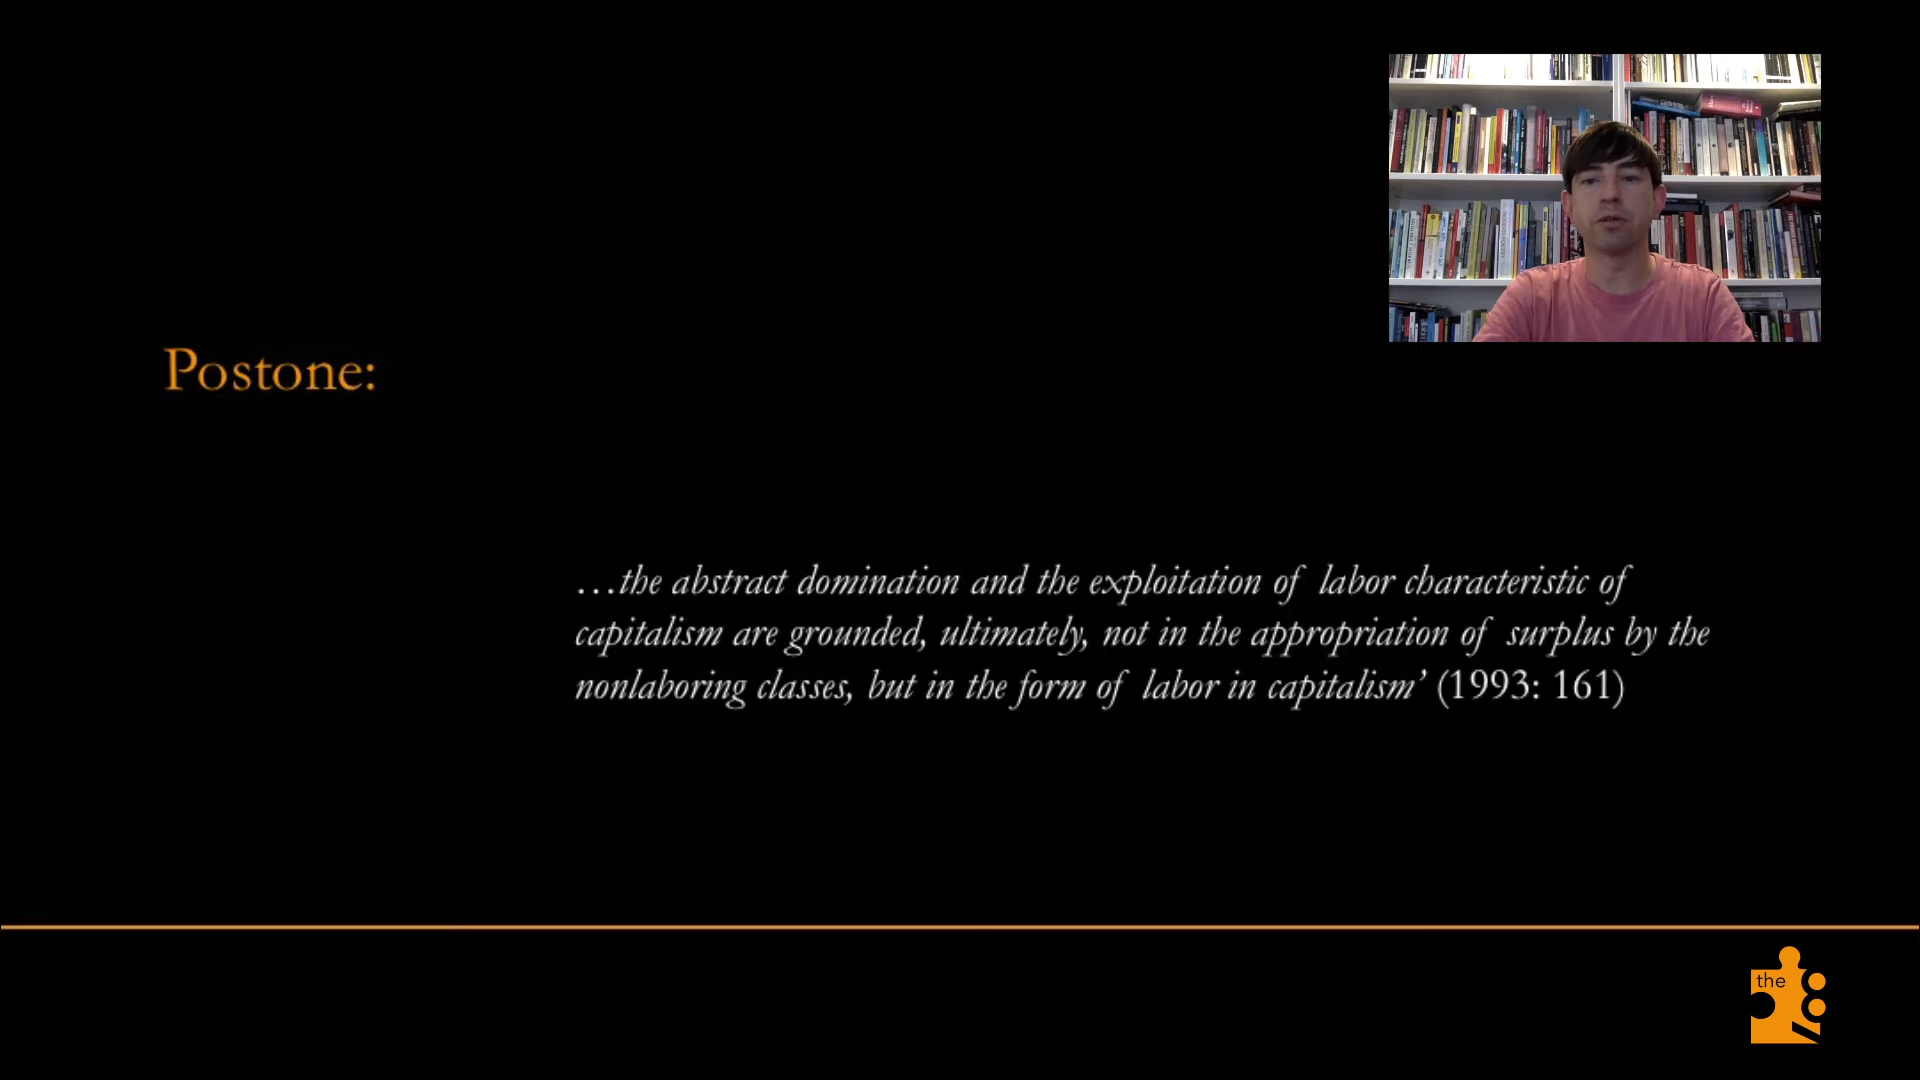 Postone:
…the abstract domination and the exploitation of labor characteristic of
capitalism are grounded, ultimately, not in the appropriation of surplus by the
nonlaboring classes, but in the form of labor in capitalism’ (1993: 161)
the